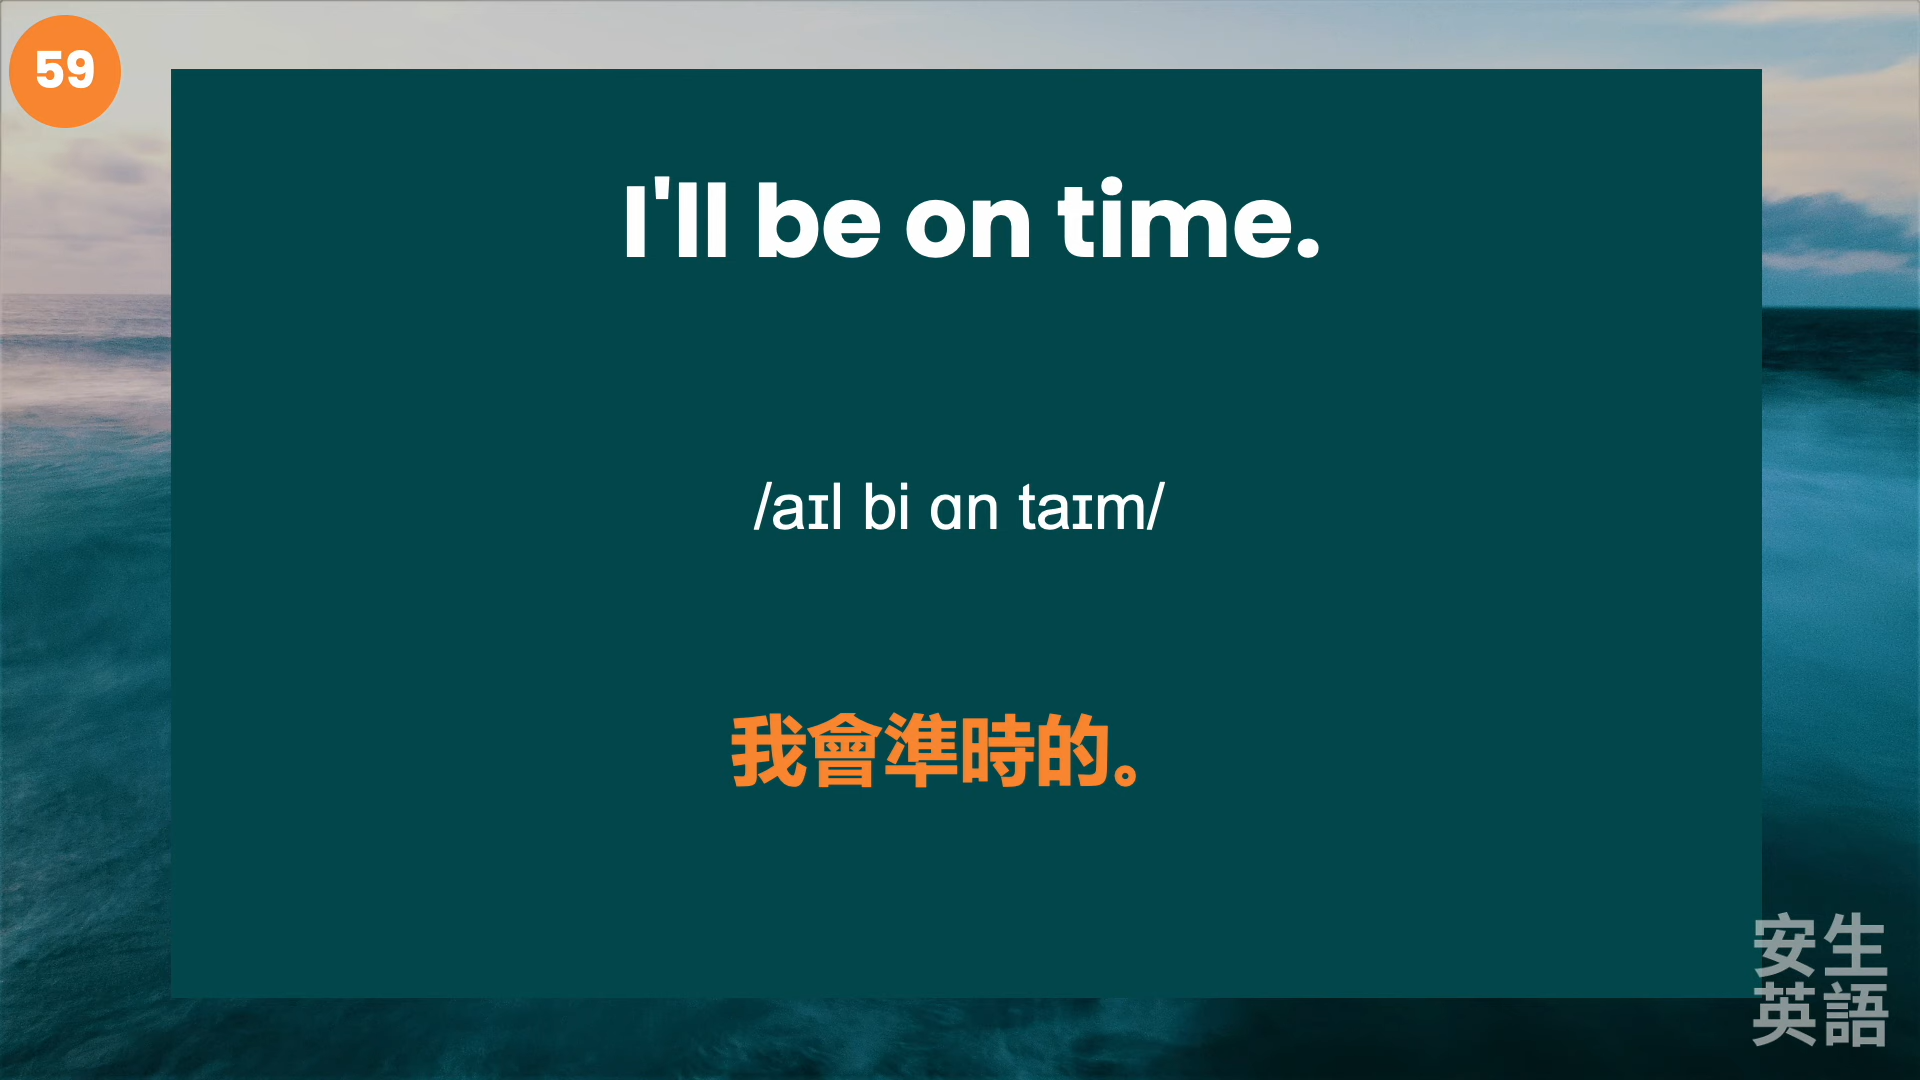 59
I'll be on time.
/aɪl bi ɑn taɪm/
我會準時的。
安生
英語